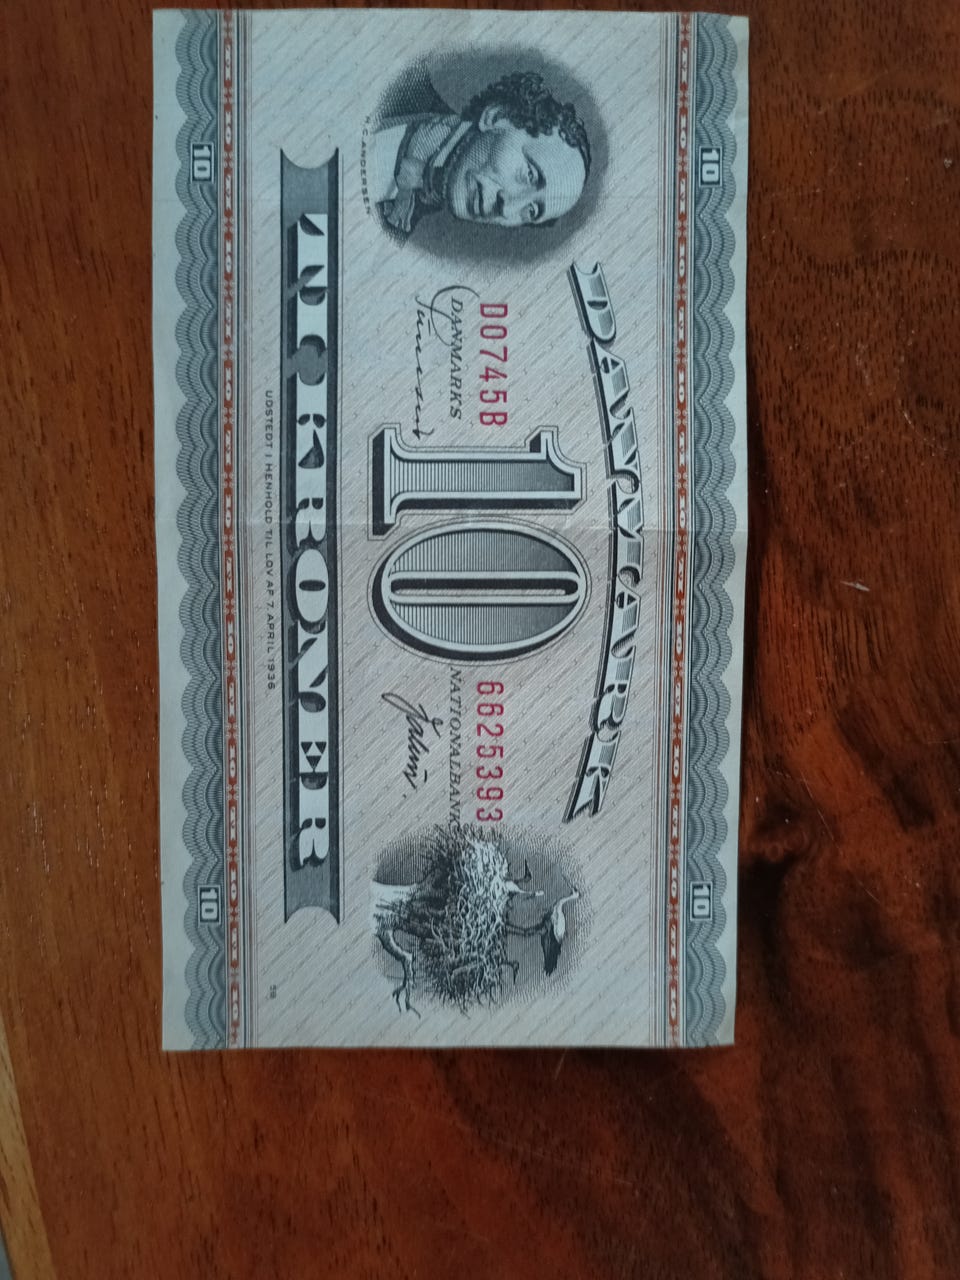 10
10
DANMARK
H.C. ANDERSEN
D0745B
6625393
DANMARKS
NATIONALBANK
10
TI KRONER
UDSTEDT I HENHOLD TIL LOV AF 7. APRIL 1936.
10
10